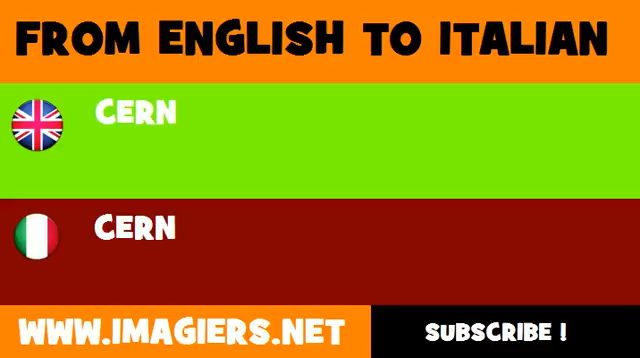 FROM ENGLISH TO ITALIAN
CERN
CERN
WWW.IMAGIERS.NET
SUBSCRIBE !